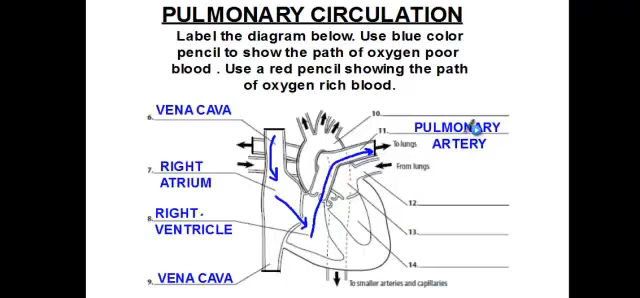 PULMONARY CIRCULATION
Label the diagram below. Use blue color
pencil to show the path of oxygen poor
blood . Use a red pencil showing the path
of oxygen rich blood.
6. VENA CAVA
7. RIGHT
ATRIUM
8. RIGHT
VENTRICLE
9. VENA CAVA
10.
11. PULMONARY
ARTERY
To lungs
From lungs
12
13.
14.
To smaller arteries and capillaries